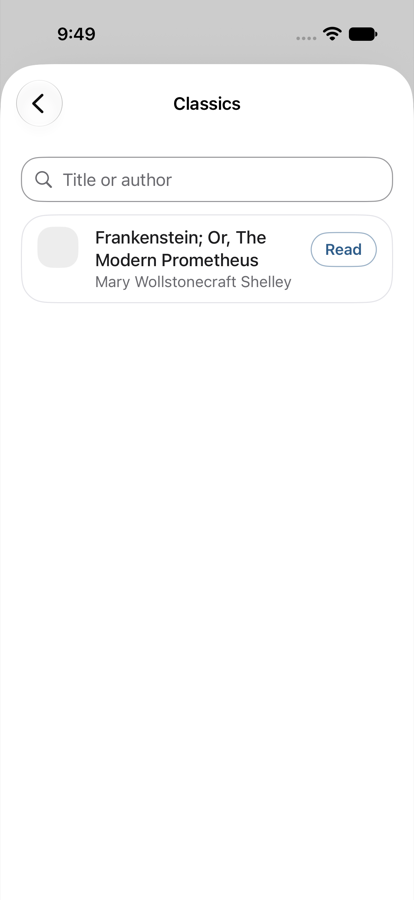 9:49
Classics
Title or author
Frankenstein; Or, The
Modern Prometheus
Mary Wollstonecraft Shelley
Read